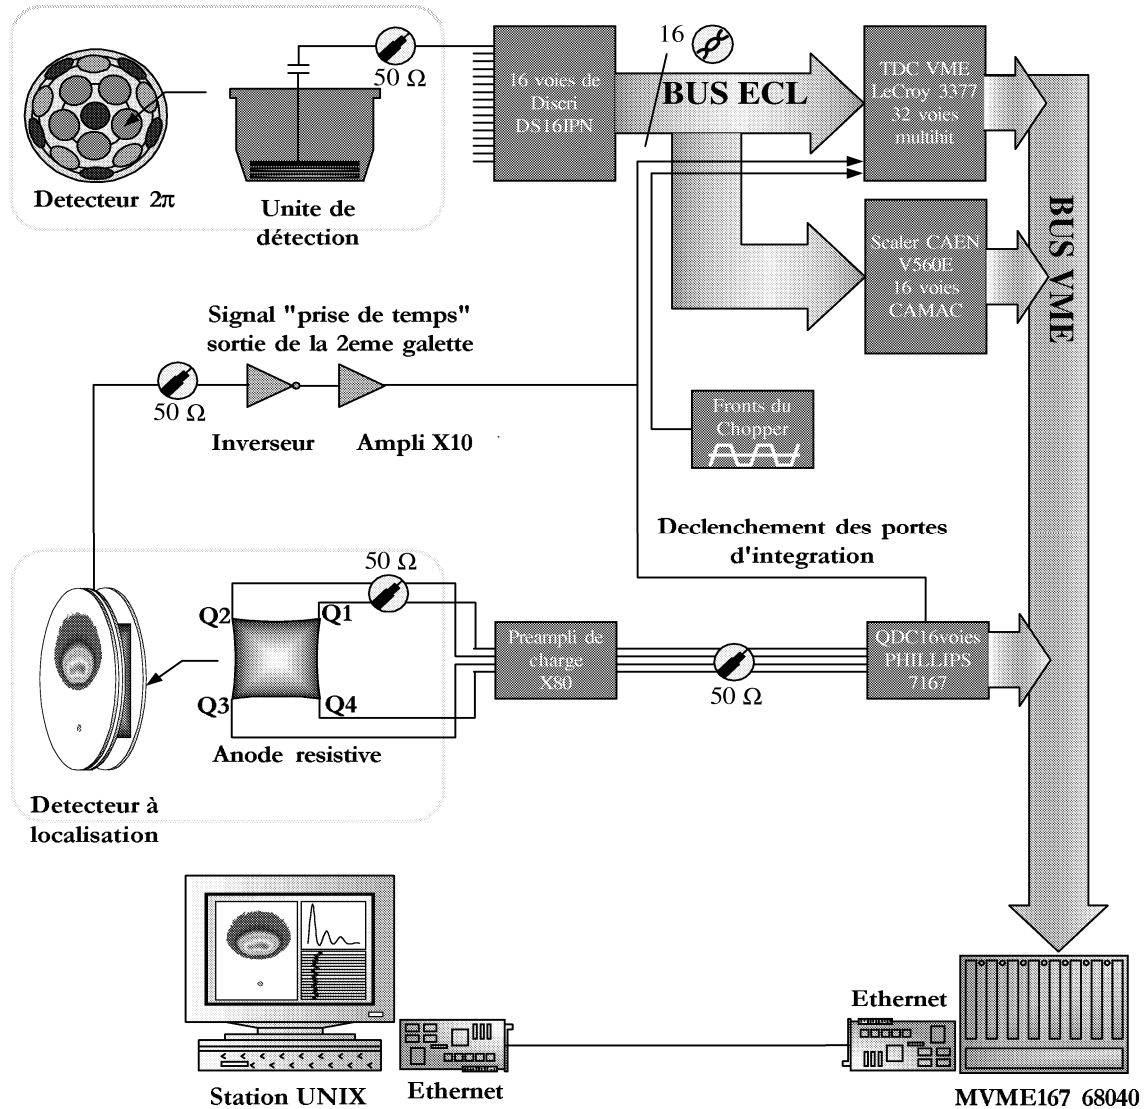 50 Ω
16
16 voies de
Discri
DS16IPN
BUS ECL
TDC VME
LeCroy 3377
32 voies
multihit
Detecteur 2π
Unite de
détection
Scaler CAEN
V560E
16 voies
CAMAC
BUS VME
Signal "prise de temps"
sortie de la 2eme galette
50 Ω
Inverseur
Ampli X10
Fronts du
Chopper
Declenchement des portes
d'integration
50 Ω
Q2
Q1
Q3
Q4
Anode resistive
Preampli de
charge
X80
50 Ω
QDC16voies
PHILLIPS
7167
Detecteur à
localisation
Ethernet
Station UNIX
Ethernet
MVME167 68040